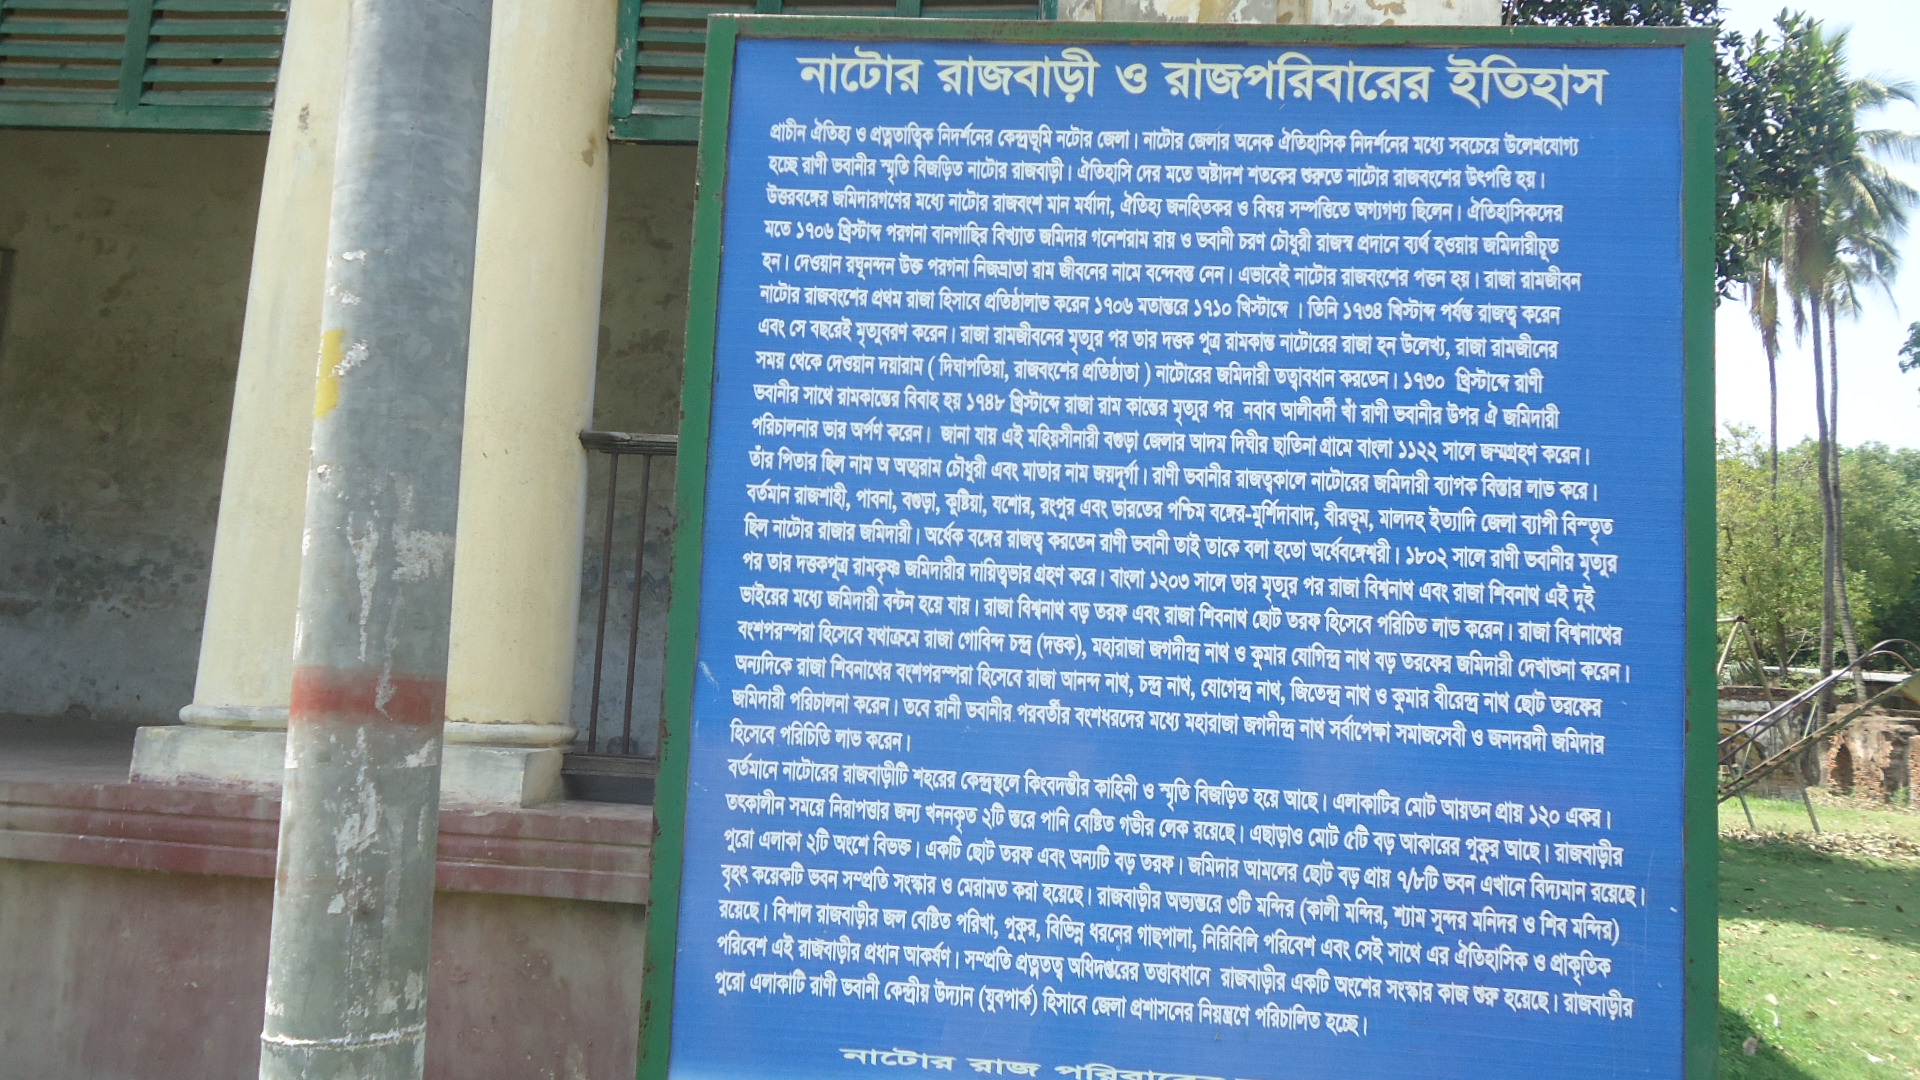 নাটোর রাজবাড়ী ও রাজপরিবারের ইতিহাস
প্রাচীন ঐতিহ্য ও প্রত্নতাত্বিক নিদর্শনের কেন্দ্রভূমি নটোর জেলা। নাটোর জেলার অনেক ঐতিহাসিক নিদর্শনের মধ্যে সবচেয়ে উলেখযোগ্য
হচ্ছে রাণী ভবানীর স্মৃতি বিজড়িত নাটোর রাজবাড়ী। ঐতিহাসি দের মতে অষ্টাদশ শতকের শুরুতে নাটোর রাজবংশের উৎপত্তি হয়।
উত্তরবঙ্গের জমিদারগণের মধ্যে নাটোর রাজবংশ মান মর্যাদা, ঐতিহ্য জনহিতকর ও বিষয় সম্পত্তিতে অগ্যগণ্য ছিলেন। ঐতিহাসিকদের
মতে ১৭০৬ খ্রিস্টাব্দ পরগনা বানগাছির বিখ্যাত জমিদার গনেশরাম রায় ও ভবানী চরণ চৌধুরী রাজস্ব প্রদানে ব্যর্থ হওয়ায় জমিদারীচূত
হন। দেওয়ান রঘুনন্দন উক্ত পরগনা নিজভ্রাতা রাম জীবনের নামে বন্দেবস্ত নেন। এভাবেই নাটোর রাজবংশের পত্তন হয়। রাজা রামজীবন
নাটোর রাজবংশের প্রথম রাজা হিসাবে প্রতিষ্ঠালাভ করেন ১৭০৬ মতান্তরে ১৭১০ খিস্টাব্দে । তিনি ১৭৩৪ খিস্টাব্দ পর্যন্ত রাজত্ব করেন
এবং সে বছরেই মৃত্যুবরণ করেন। রাজা রামজীবনের মৃত্যুর পর তার দত্তক পুত্র রামকান্ত নাটোরের রাজা হন উলেখ্য, রাজা রামজীনের
সময় থেকে দেওয়ান দয়ারাম ( দিঘাপতিয়া, রাজবংশের প্রতিষ্ঠাতা ) নাটোরের জমিদারী তত্বাবধান করতেন। ১৭৩০ খ্রিস্টাব্দে রাণী
ভবানীর সাথে রামকান্তের বিবাহ হয় ১৭৪৮ খ্রিস্টাব্দে রাজা রাম কান্তের মৃত্যুর পর নবাব আলীবর্দী খাঁ রাণী ভবানীর উপর ঐ জমিদারী
পরিচালনার ভার অর্পণ করেন। জানা যায় এই মহিয়সীনারী বগুড়া জেলার আদম দিঘীর ছাতিনা গ্রামে বাংলা ১১২২ সালে জন্মগ্রহণ করেন।
তাঁর পিতার ছিল নাম অ অত্মরাম চৌধুরী এবং মাতার নাম জয়দূর্গা। রাণী ভবানীর রাজত্বকালে নাটোরের জমিদারী ব্যাপক বিস্তার লাভ করে।
বর্তমান রাজশাহী, পাবনা, বগুড়া, কুষ্টিয়া, যশোর, রংপুর এবং ভারতের পশ্চিম বঙ্গের-মুর্শিদাবাদ, বীরভূম, মালদহ ইত্যাদি জেলা ব্যাপী বিস্তৃত
ছিল নাটোর রাজার জমিদারী। অর্ধেক বঙ্গের রাজত্ব করতেন রাণী ভবানী তাই তাকে বলা হতো অর্ধেবঙ্গেশ্বরী। ১৮০২ সালে রাণী ভবানীর মৃত্যুর
পর তার দত্তকপুত্র রামকৃষ্ণ জমিদারীর দায়িত্বভার গ্রহণ করে। বাংলা ১২০৩ সালে তার মৃত্যুর পর রাজা বিশ্বনাথ এবং রাজা শিবনাথ এই দুই
ভাইয়ের মধ্যে জমিদারী বন্টন হয়ে যায়। রাজা বিশ্বনাথ বড় তরফ এবং রাজা শিবনাথ ছোট তরফ হিসেবে পরিচিত লাভ করেন। রাজা বিশ্বনাথের
বংশপরস্পরা হিসেবে যথাক্রমে রাজা গোবিন্দ চন্দ্র (দত্তক), মহারাজা জগদীন্দ্র নাথ ও কুমার যোগিন্দ্র নাথ বড় তরফের জমিদারী দেখাশুনা করেন।
অন্যদিকে রাজা শিবনাথের বংশপরস্পরা হিসেবে রাজা আনন্দ নাথ, চন্দ্র নাথ, যোগেন্দ্র নাথ, জিতেন্দ্র নাথ ও কুমার বীরেন্দ্র নাথ ছোট তরফের
জমিদারী পরিচালনা করেন। তবে রানী ভবানীর পরবর্তীর বংশধরদের মধ্যে মহারাজা জগদীন্দ্র নাথ সর্বাপেক্ষা সমাজসেবী ও জনদরদী জমিদার
হিসেবে পরিচিতি লাভ করেন।
বর্তমানে নাটোরের রাজবাড়ীটি শহরের কেন্দ্রস্থলে কিংবদন্তীর কাহিনী ও স্মৃতি বিজড়িত হয়ে আছে। এলাকাটির মোট আয়তন প্রায় ১২০ একর।
তৎকালীন সময়ে নিরাপত্তার জন্য খননকৃত ২টি স্তরে পানি বেষ্টিত গভীর লেক রয়েছে। এছাড়াও মোট ৫টি বড় আকারের পুকুর আছে। রাজবাড়ীর
পুরো এলাকা ২টি অংশে বিভক্ত। একটি ছোট তরফ এবং অন্যটি বড় তরফ। জমিদার আমলের ছোট বড় প্রায় ৭/৮টি ভবন এখানে বিদ্যমান রয়েছে।
বৃহৎ কয়েকটি ভবন সম্প্রতি সংস্কার ও মেরামত করা হয়েছে। রাজবাড়ীর অভ্যন্তরে ৩টি মন্দির (কালী মন্দির, শ্যাম সুন্দর মনিদর ও শিব মন্দির)
রয়েছে। বিশাল রাজবাড়ীর জল বেষ্টিত পরিখা, পুকুর, বিভিন্ন ধরনের গাছপালা, নিরিবিলি পরিবেশ এবং সেই সাথে এর ঐতিহাসিক ও প্রাকৃতিক
পরিবেশ এই রাজবাড়ীর প্রধান আকর্ষণ। সম্প্রতি প্রত্নতত্ব অধিদপ্তরের তত্তাবধানে রাজবাড়ীর একটি অংশের সংস্কার কাজ শুরু হয়েছে। রাজবাড়ীর
পুরো এলাকাটি রাণী ভবানী কেন্দ্রীয় উদ্যান (যুবপার্ক) হিসাবে জেলা প্রশাসনের নিয়ন্ত্রণে পরিচালিত হচ্ছে।
নাটোর রাজ পরিবারের